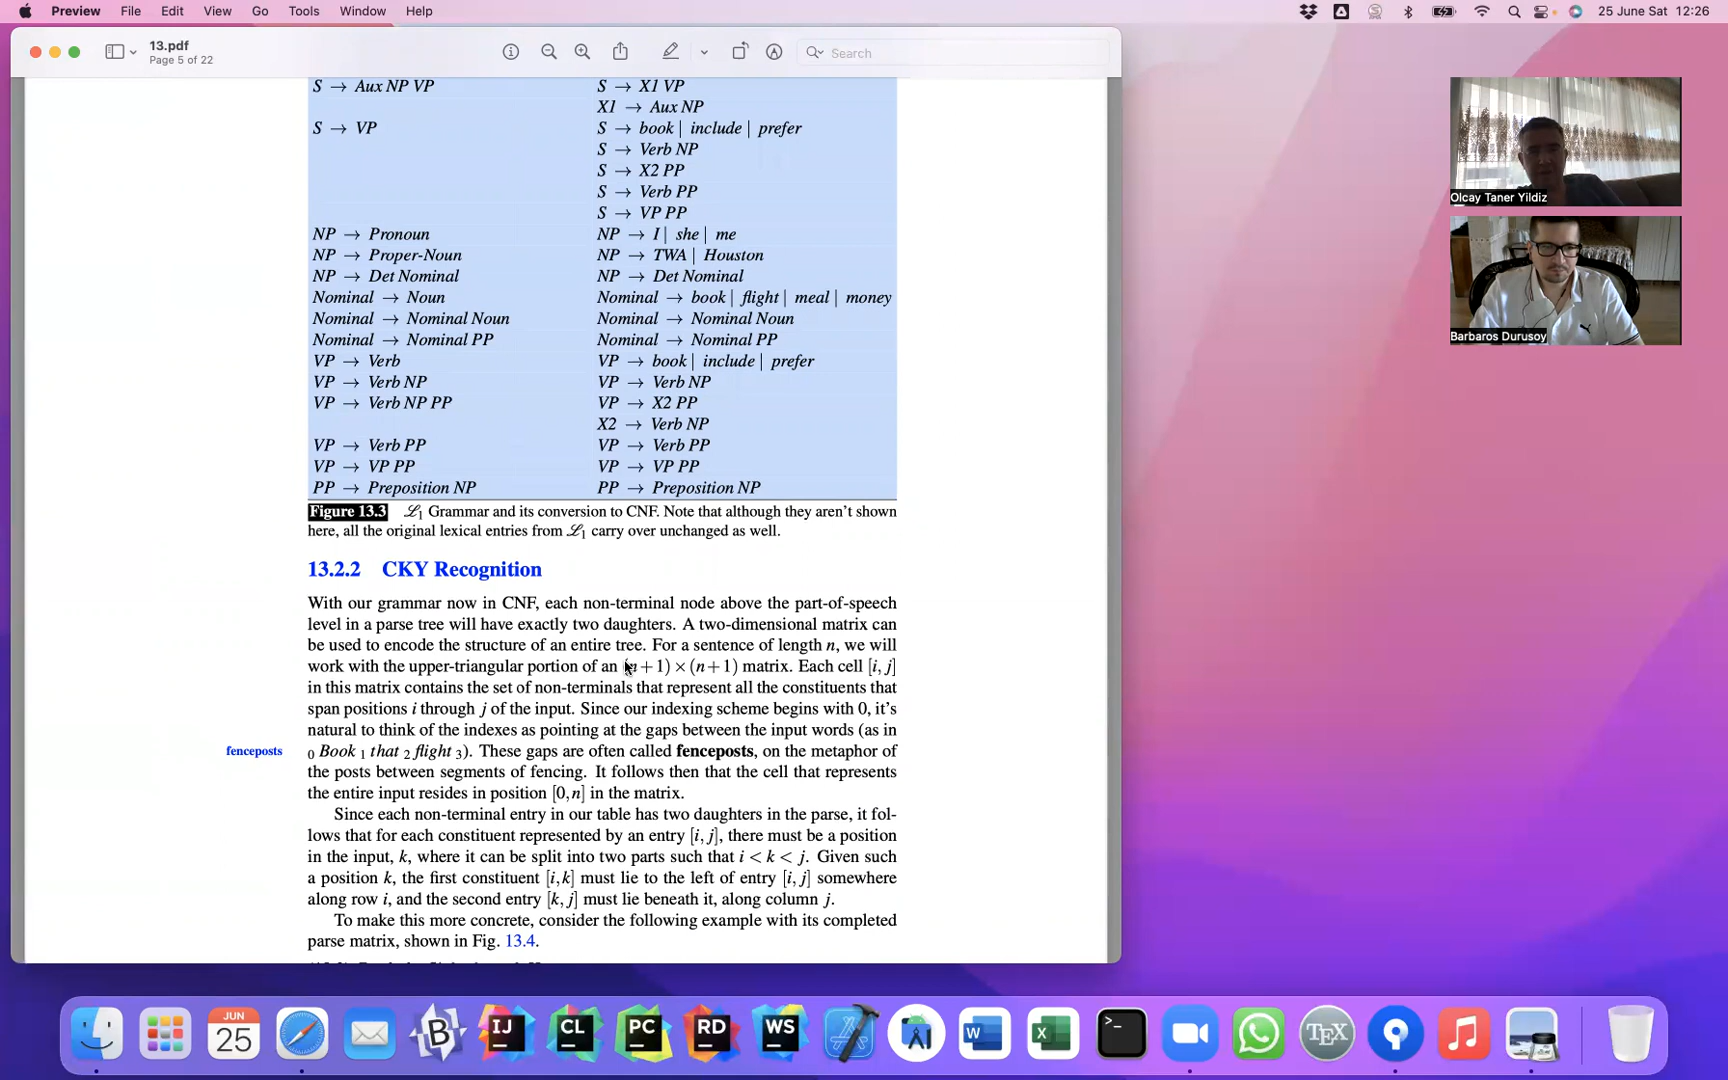 Preview File Edit View Go Tools Window Help 25 June Sat 12:26
13.pdf
Page 5 of 22
Search
S → Aux NP VP S → X1 VP
X1 → Aux NP
S → VP S → book | include | prefer
S → Verb NP
S → X2 PP
S → Verb PP
S → VP PP
NP → Pronoun NP → I | she | me
NP → Proper-Noun NP → TWA | Houston
NP → Det Nominal NP → Det Nominal
Nominal → Noun Nominal → book | flight | meal | money
Nominal → Nominal Noun Nominal → Nominal Noun
Nominal → Nominal PP Nominal → Nominal PP
VP → Verb VP → book | include | prefer
VP → Verb NP VP → Verb NP
VP → Verb NP PP VP → X2 PP
X2 → Verb NP
VP → Verb PP VP → Verb PP
VP → VP PP VP → VP PP
PP → Preposition NP PP → Preposition NP
Figure 13.3 ℒ1 Grammar and its conversion to CNF. Note that although they aren't shown
here, all the original lexical entries from ℒ1 carry over unchanged as well.
13.2.2 CKY Recognition
With our grammar now in CNF, each non-terminal node above the part-of-speech
level in a parse tree will have exactly two daughters. A two-dimensional matrix can
be used to encode the structure of an entire tree. For a sentence of length n, we will
work with the upper-triangular portion of an (n+1) × (n+1) matrix. Each cell [i, j]
in this matrix contains the set of non-terminals that represent all the constituents that
span positions i through j of the input. Since our indexing scheme begins with 0, it's
natural to think of the indexes as pointing at the gaps between the input words (as in
fenceposts 0 Book 1 that 2 flight 3). These gaps are often called fenceposts, on the metaphor of
the posts between segments of fencing. It follows then that the cell that represents
the entire input resides in position [0,n] in the matrix.
Since each non-terminal entry in our table has two daughters in the parse, it fol-
lows that for each constituent represented by an entry [i, j], there must be a position
in the input, k, where it can be split into two parts such that i < k < j. Given such
a position k, the first constituent [i,k] must lie to the left of entry [i, j] somewhere
along row i, and the second entry [k, j] must lie beneath it, along column j.
To make this more concrete, consider the following example with its completed
parse matrix, shown in Fig. 13.4.
Olcay Taner Yildiz
Barbaros Durusoy
JUN
25
B IJ CL PC RD WS W X >_ TEX